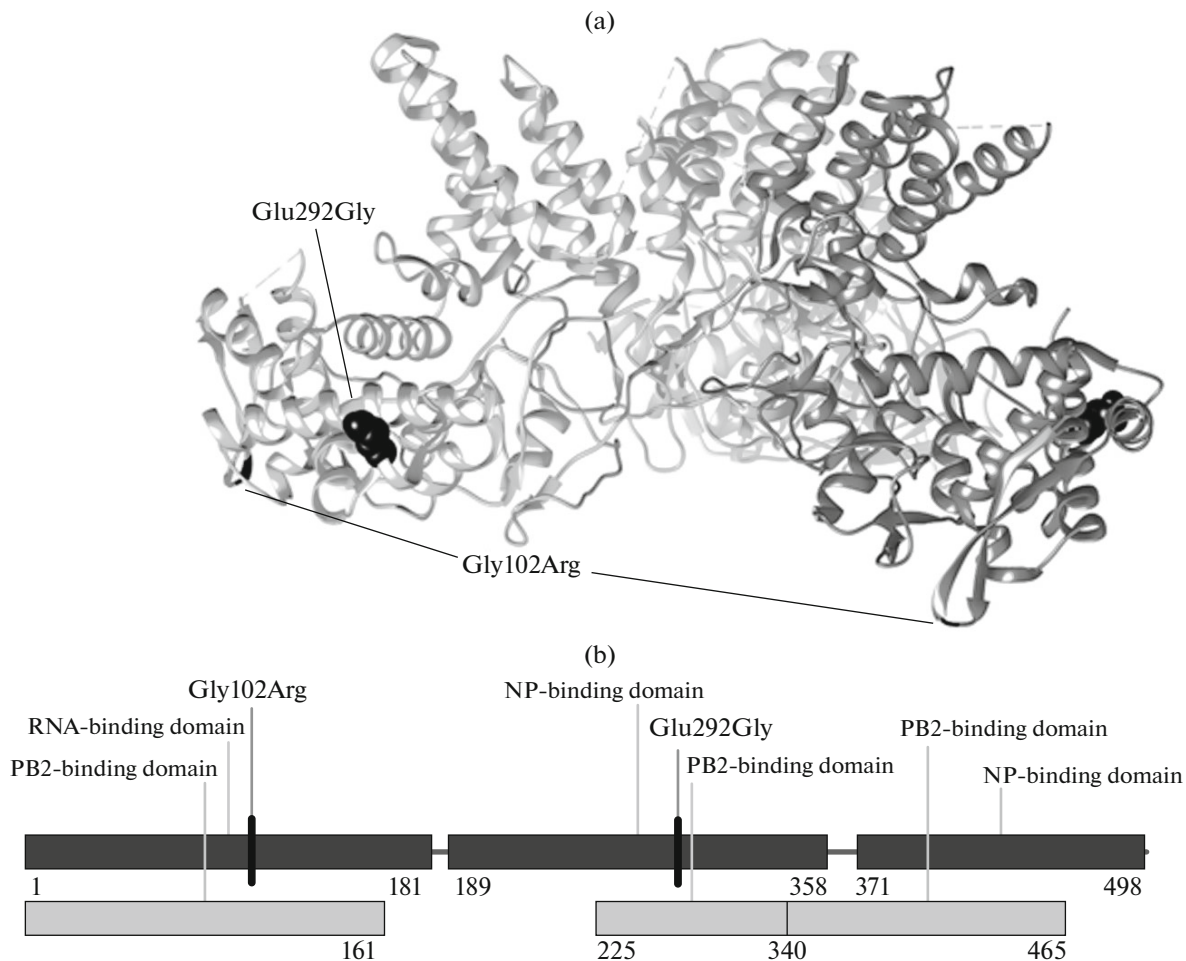 (a)
Glu292Gly
Gly102Arg
(b)
Gly102Arg
NP-binding domain
RNA-binding domain
Glu292Gly
PB2-binding domain
PB2-binding domain
PB2-binding domain
NP-binding domain
1 181 189 358 371 498
161 225 340 465